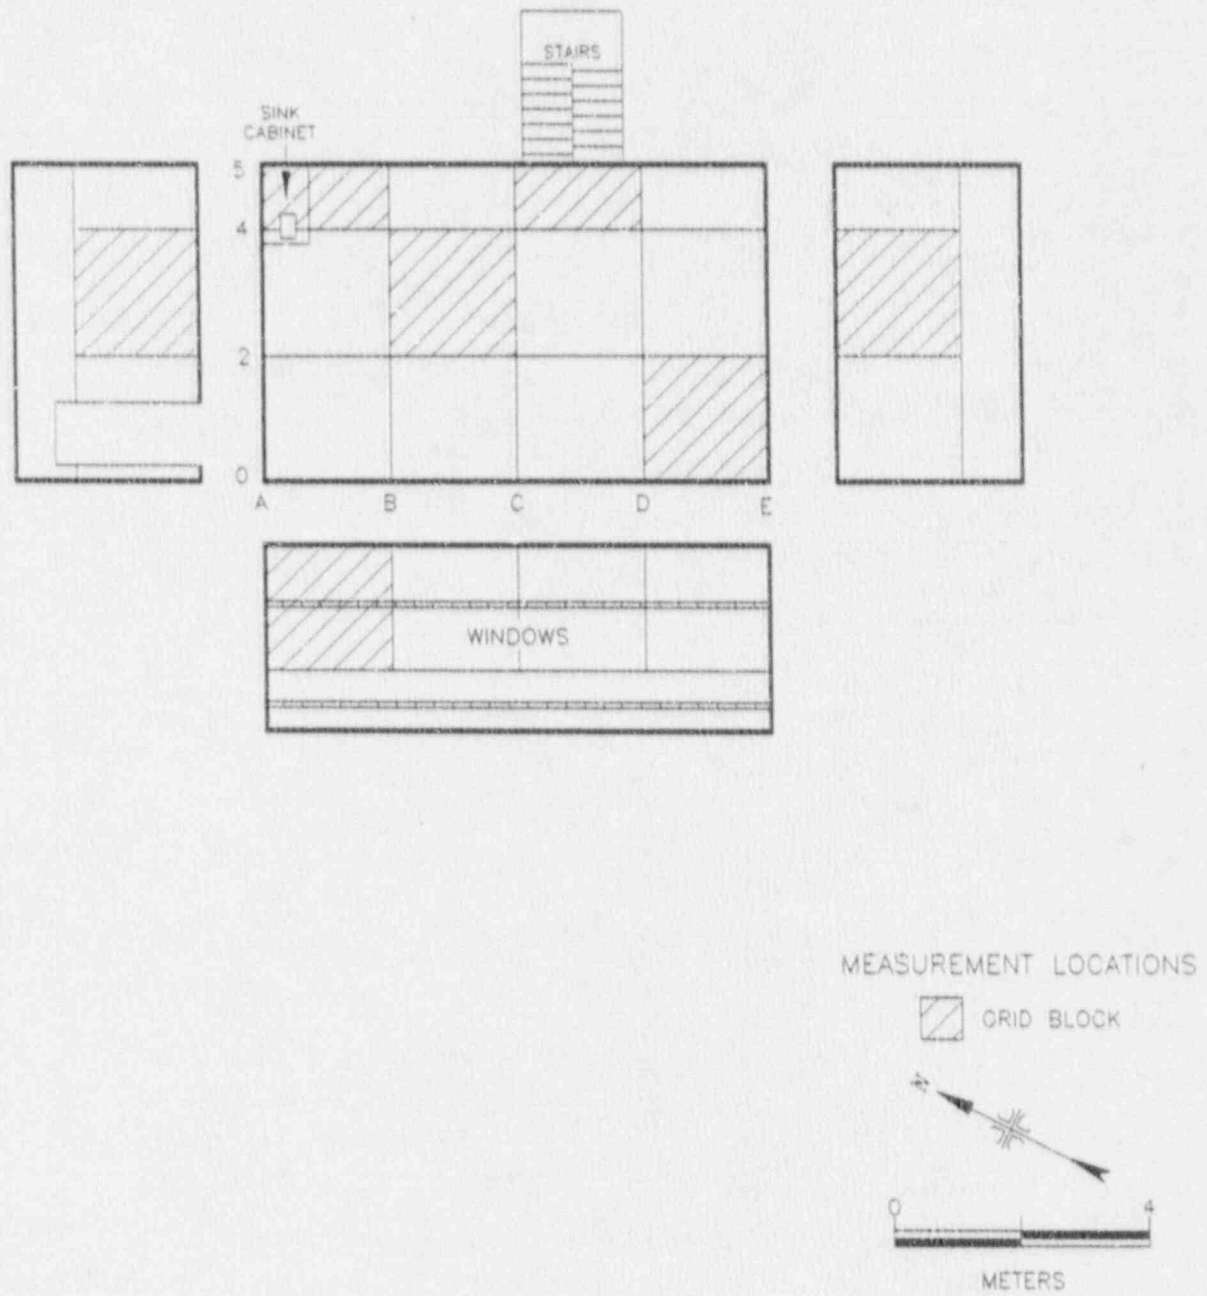 STAIRS
SINK
CABINET
5
4
2
0
A B C D E
WINDOWS
MEASUREMENT LOCATIONS
GRID BLOCK
N
0 4
METERS